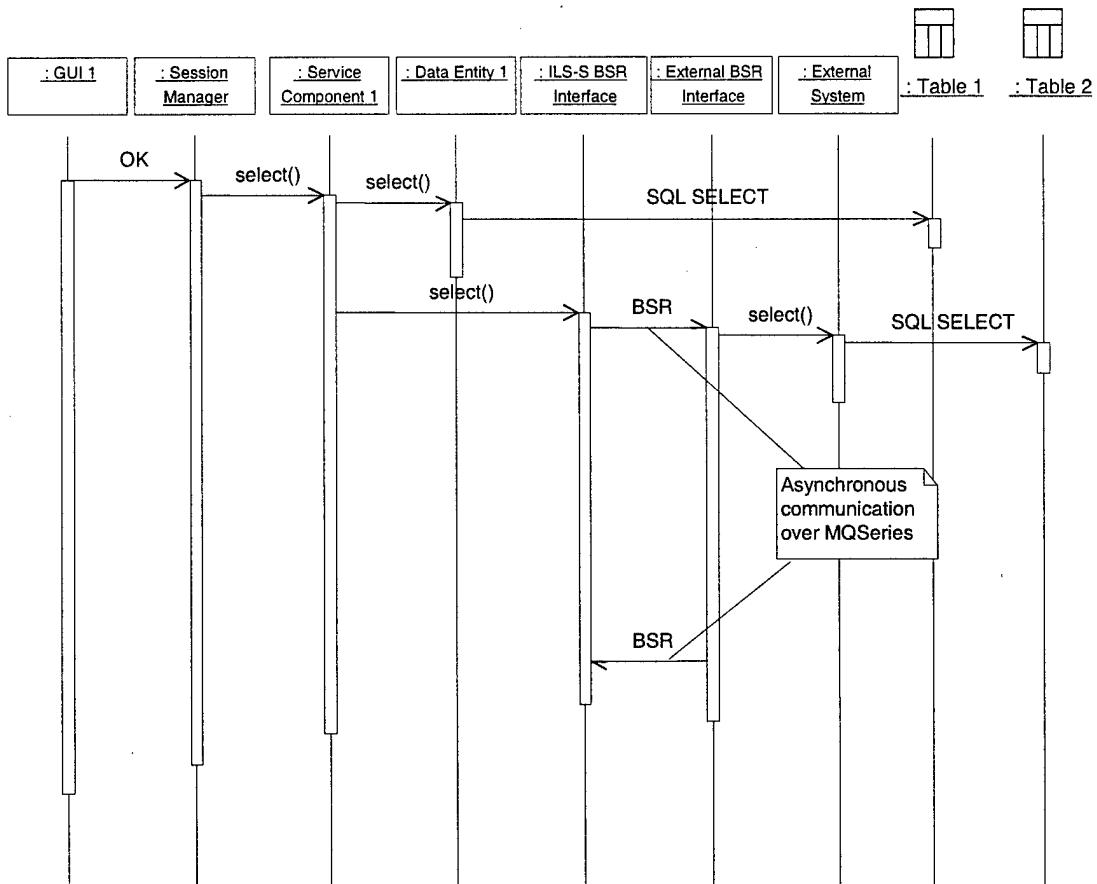 : GUI 1
: Session
Manager
: Service
Component 1
: Data Entity 1
: ILS-S BSR
Interface
: External BSR
Interface
: External
System
: Table 1
: Table 2
OK
select()
select()
SQL SELECT
select()
BSR
select()
SQL SELECT
Asynchronous
communication
over MQSeries
BSR